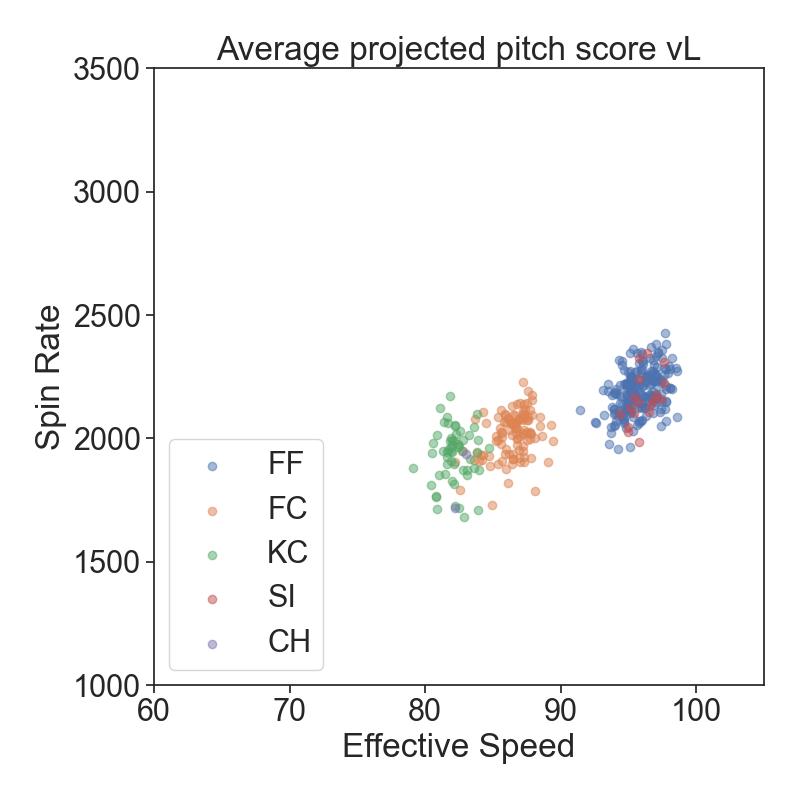 Average projected pitch score vL
3500
3000
2500
2000
1500
1000
Spin Rate
FF
FC
KC
SI
CH
60 70 80 90 100
Effective Speed